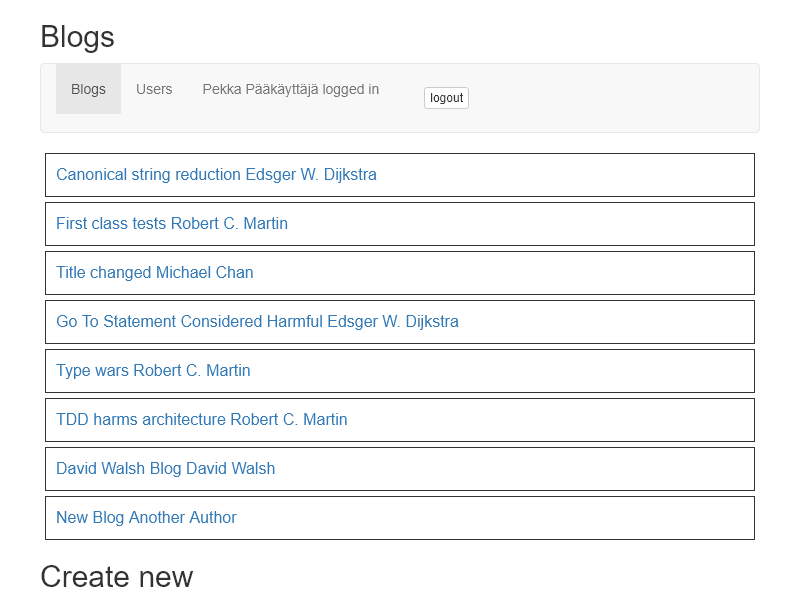 Blogs
Blogs Users Pekka Pääkäyttäjä logged in logout
Canonical string reduction Edsger W. Dijkstra
First class tests Robert C. Martin
Title changed Michael Chan
Go To Statement Considered Harmful Edsger W. Dijkstra
Type wars Robert C. Martin
TDD harms architecture Robert C. Martin
David Walsh Blog David Walsh
New Blog Another Author
Create new